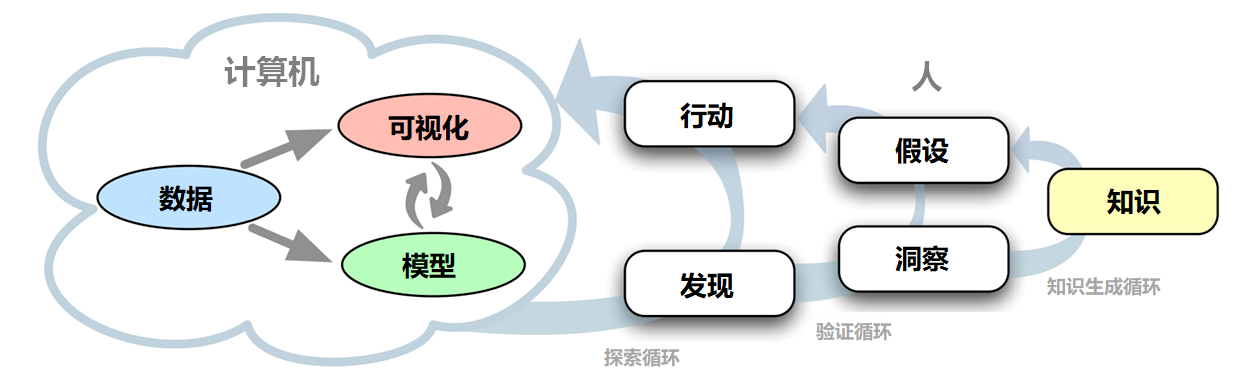 计算机
人
可视化
数据
模型
行动
发现
假设
洞察
知识
探索循环
验证循环
知识生成循环